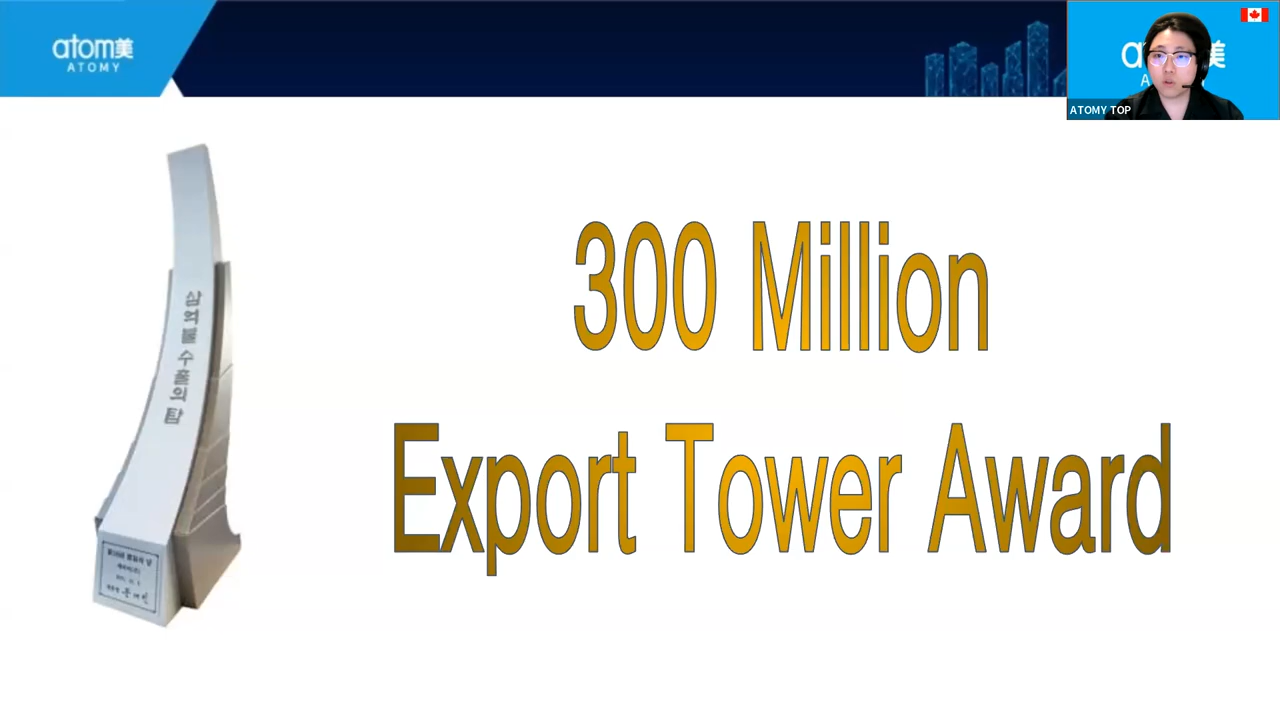 atom美
ATOMY
ATOMY TOP
300 Million
Export Tower Award
삼억불 수출의 탑